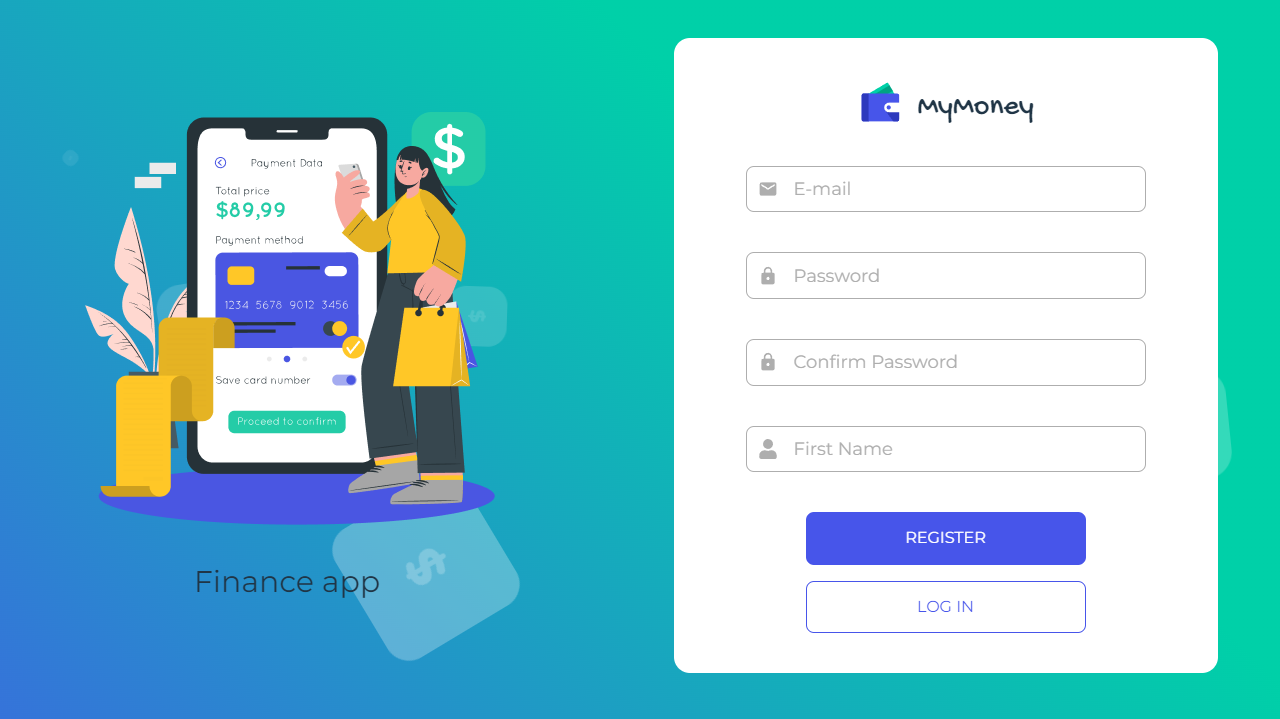 $
Payment Data
Total price
$89,99
Payment method
1234 5678 9012 3456
Save card number
Proceed to confirm
$
$
Finance app
MyMoney
E-mail
Password
Confirm Password
First Name
REGISTER
LOG IN